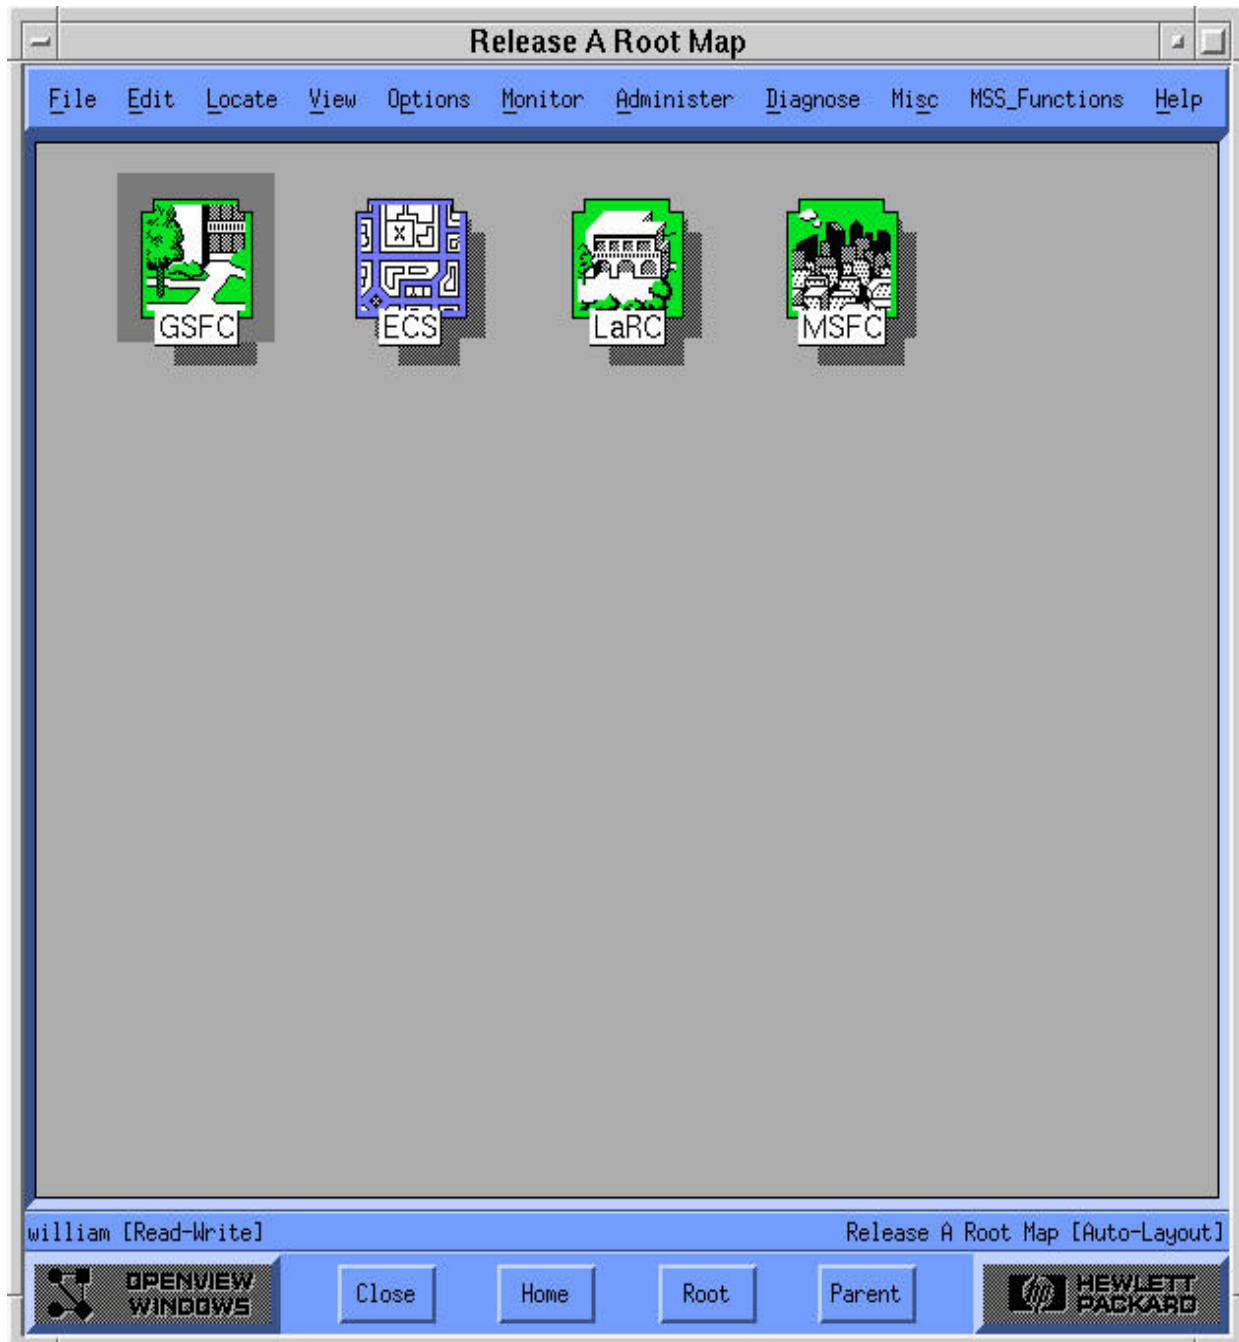 Release A Root Map
File Edit Locate View Options Monitor Administer Diagnose Misc MSS_Functions Help
GSFC ECS LaRC MSFC
william [Read-Write] Release A Root Map [Auto-Layout]
OPENVIEW WINDOWS Close Home Root Parent hp HEWLETT PACKARD